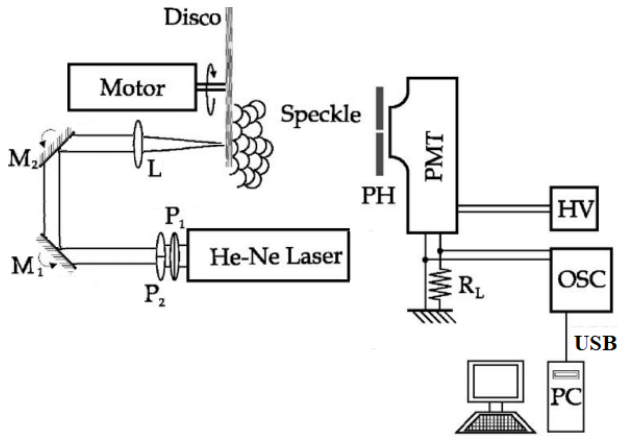 Disco
Motor
Speckle
M2
L
PH
PMT
HV
P1
He-Ne Laser
M1
P2
RL
OSC
USB
PC